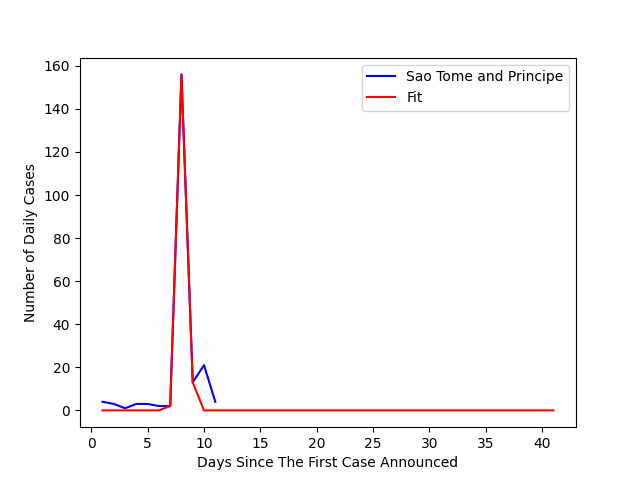 160
140
120
100
80
60
40
20
0
Number of Daily Cases
Sao Tome and Principe
Fit
0 5 10 15 20 25 30 35 40
Days Since The First Case Announced